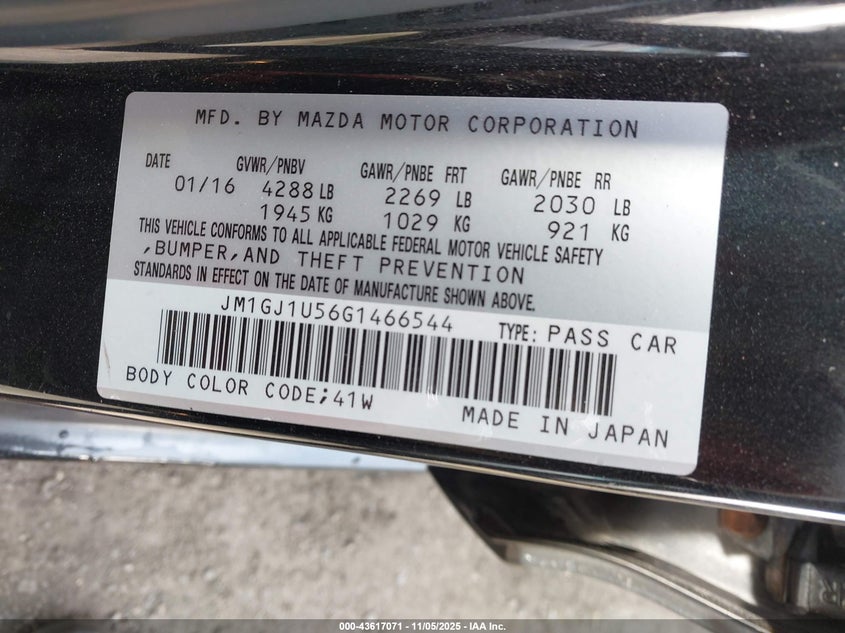 MFD. BY MAZDA MOTOR CORPORATION
DATE GVWR/PNBV GAWR/PNBE FRT GAWR/PNBE RR
01/16 4288 LB 2269 LB 2030 LB
1945 KG 1029 KG 921 KG
THIS VEHICLE CONFORMS TO ALL APPLICABLE FEDERAL MOTOR VEHICLE SAFETY
,BUMPER,AND THEFT PREVENTION
STANDARDS IN EFFECT ON THE DATE OF MANUFACTURE SHOWN ABOVE.
JM1GJ1U56G1466544 TYPE: PASS CAR
BODY COLOR CODE;41W MADE IN JAPAN
000-43617071 - 11/05/2025 - IAA Inc.